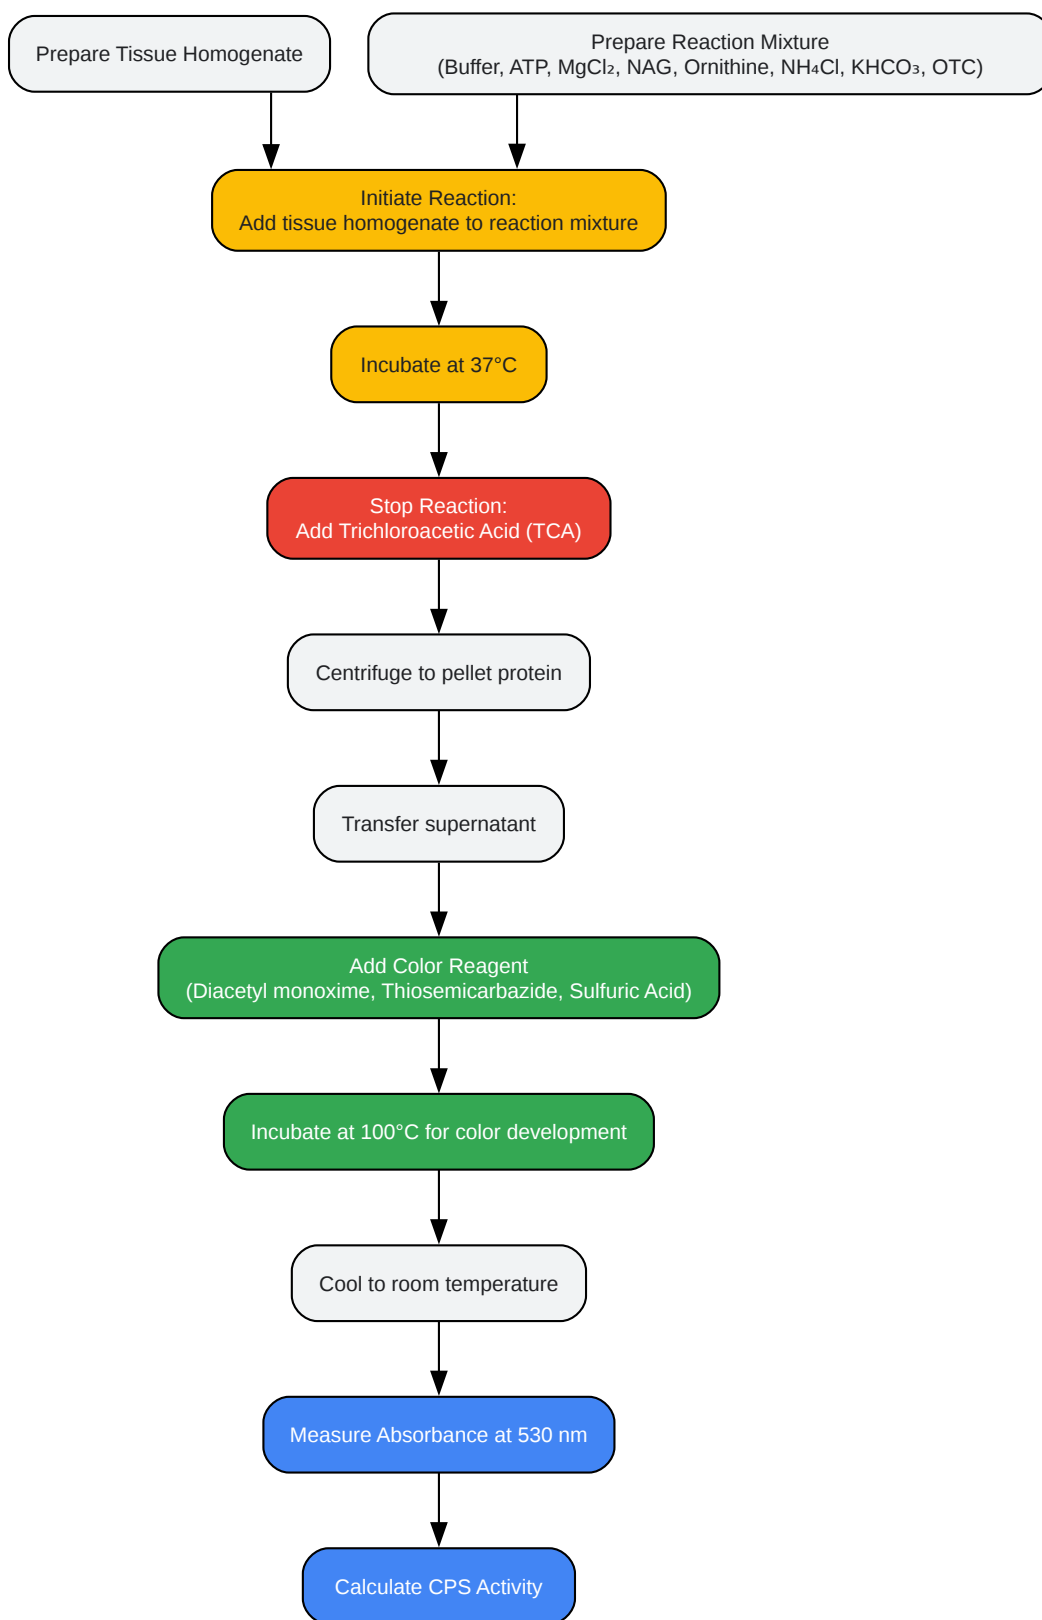 Prepare Tissue Homogenate
Prepare Reaction Mixture
(Buffer, ATP, MgCl₂, NAG, Ornithine, NH₄Cl, KHCO₃, OTC)
Initiate Reaction:
Add tissue homogenate to reaction mixture
Incubate at 37°C
Stop Reaction:
Add Trichloroacetic Acid (TCA)
Centrifuge to pellet protein
Transfer supernatant
Add Color Reagent
(Diacetyl monoxime, Thiosemicarbazide, Sulfuric Acid)
Incubate at 100°C for color development
Cool to room temperature
Measure Absorbance at 530 nm
Calculate CPS Activity